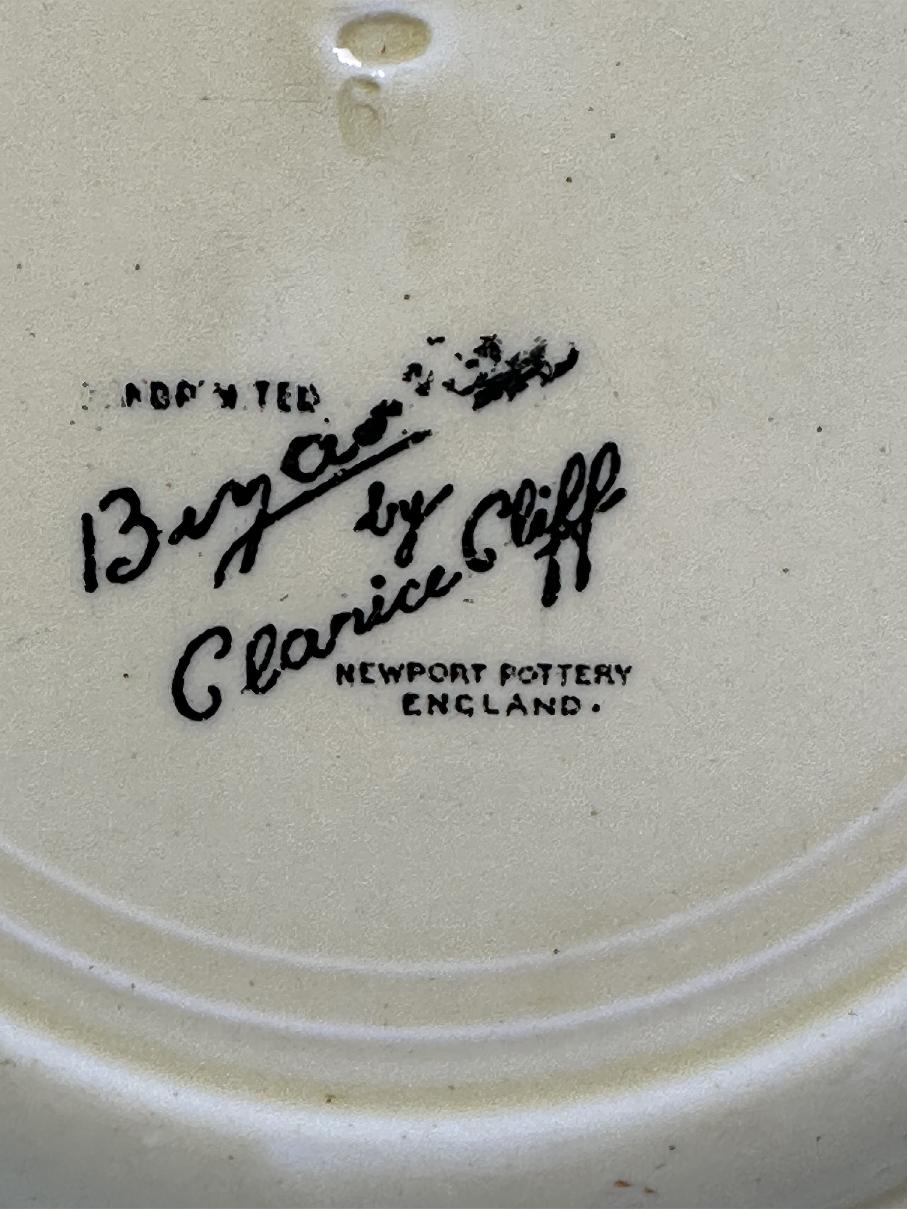 Bizarre
by
Clarice Cliff
NEWPORT POTTERY
ENGLAND.